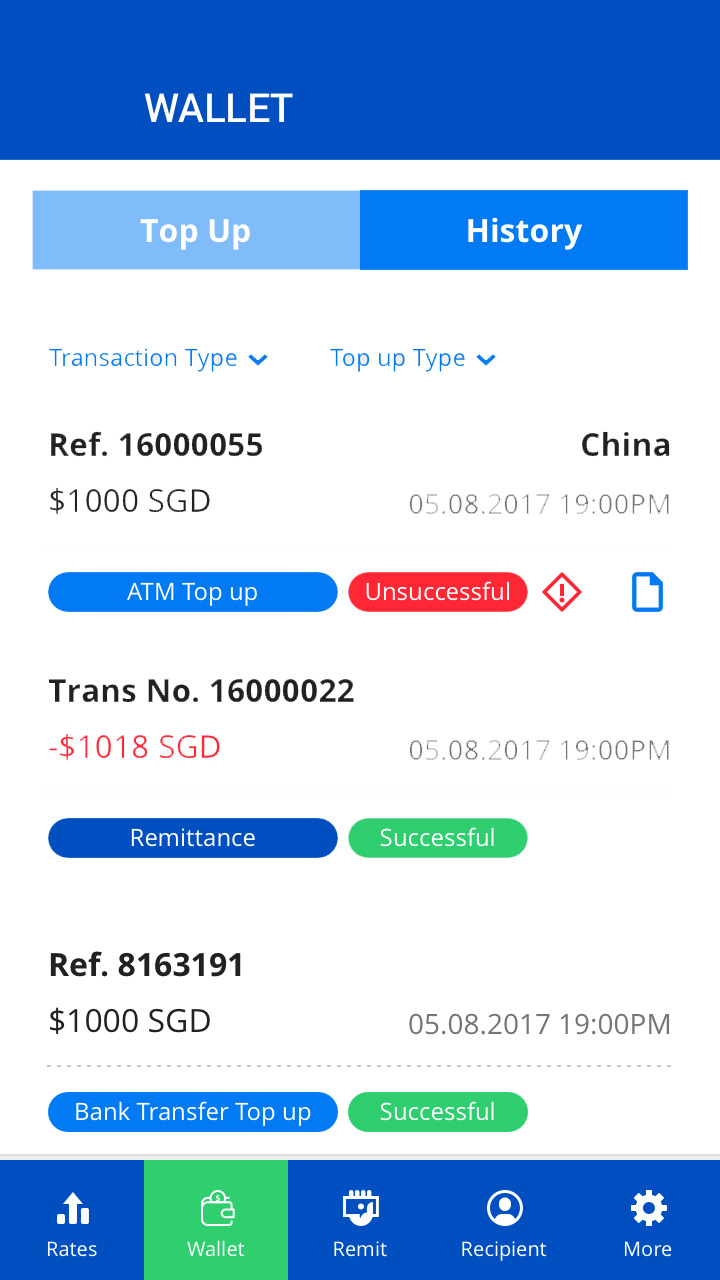 WALLET
Top Up History
Transaction Type Top up Type
Ref. 16000055 China
$1000 SGD 05.08.2017 19:00PM
ATM Top up Unsuccessful
Trans No. 16000022
-$1018 SGD 05.08.2017 19:00PM
Remittance Successful
Ref. 8163191
$1000 SGD 05.08.2017 19:00PM
Bank Transfer Top up Successful
Rates Wallet Remit Recipient More